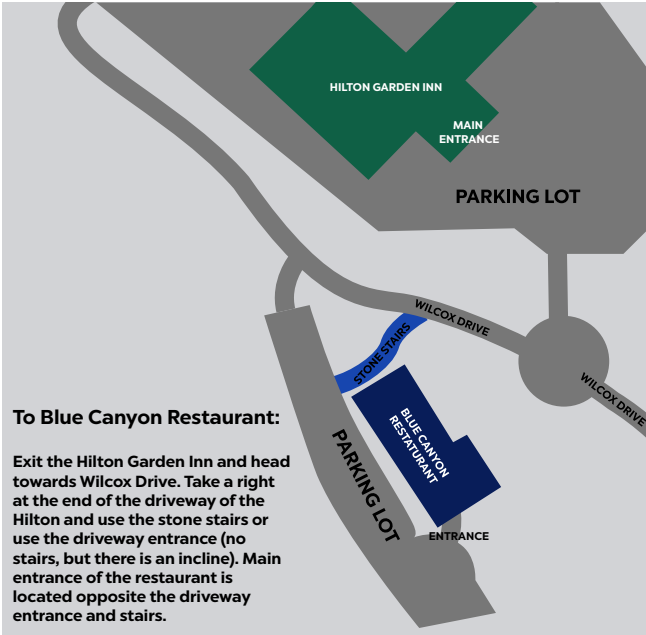 HILTON GARDEN INN
MAIN
ENTRANCE
PARKING LOT
WILCOX DRIVE
WILCOX DRIVE
STONE STAIRS
BLUE CANYON
RESTATURANT
PARKING LOT
ENTRANCE
To Blue Canyon Restaurant:
Exit the Hilton Garden Inn and head
towards Wilcox Drive. Take a right
at the end of the driveway of the
Hilton and use the stone stairs or
use the driveway entrance (no
stairs, but there is an incline). Main
entrance of the restaurant is
located opposite the driveway
entrance and stairs.